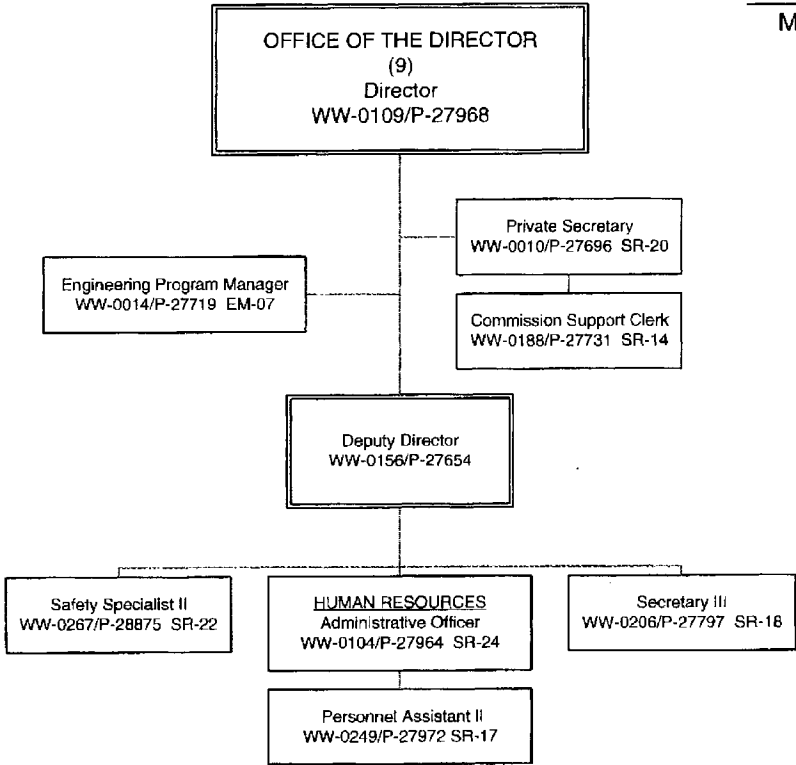 M
OFFICE OF THE DIRECTOR
(9)
Director
WW-0109/P-27968
Private Secretary
WW-0010/P-27696 SR-20
Engineering Program Manager
WW-0014/P-27719 EM-07
Commission Support Clerk
WW-0188/P-27731 SR-14
Deputy Director
WW-0156/P-27654
Safety Specialist II
WW-0267/P-28875 SR-22
HUMAN RESOURCES
Administrative Officer
WW-0104/P-27964 SR-24
Secretary III
WW-0206/P-27797 SR-18
Personnel Assistant II
WW-0249/P-27972 SR-17